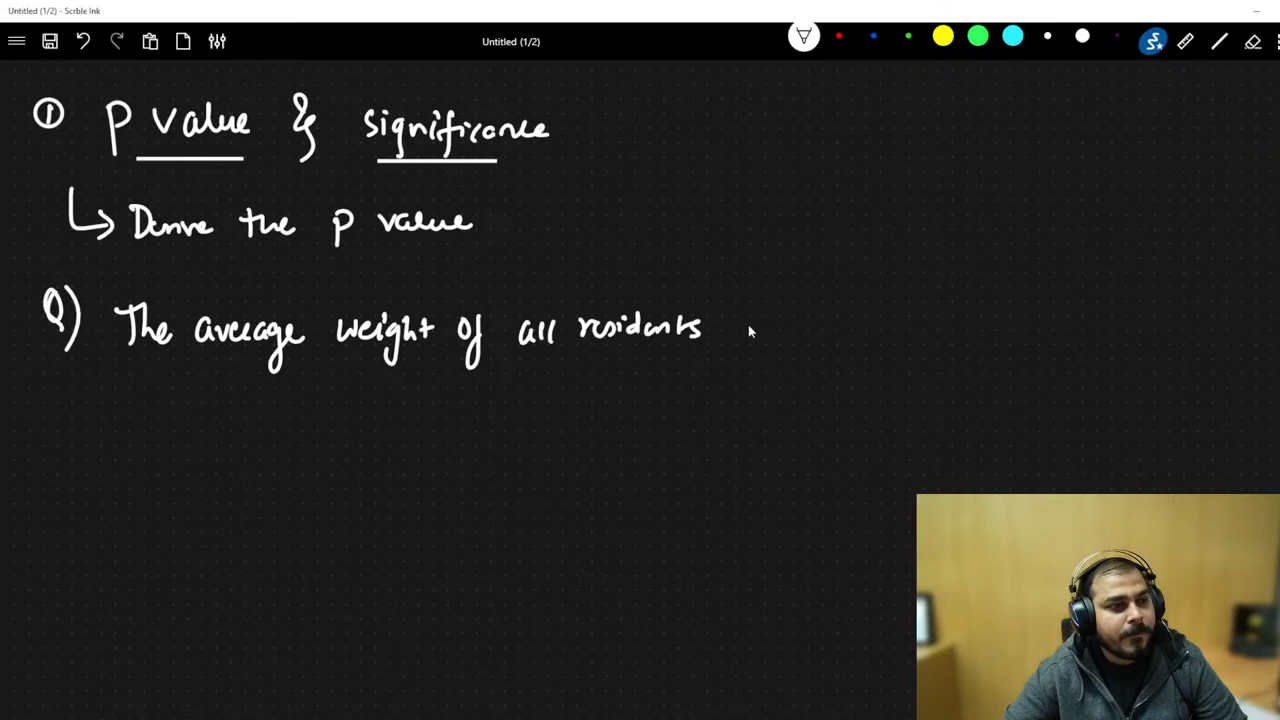 Untitled (1/2) - Scrble Ink
Untitled (1/2)
① P value & significance
↳ Derive the p value
Q) The average weight of all residents